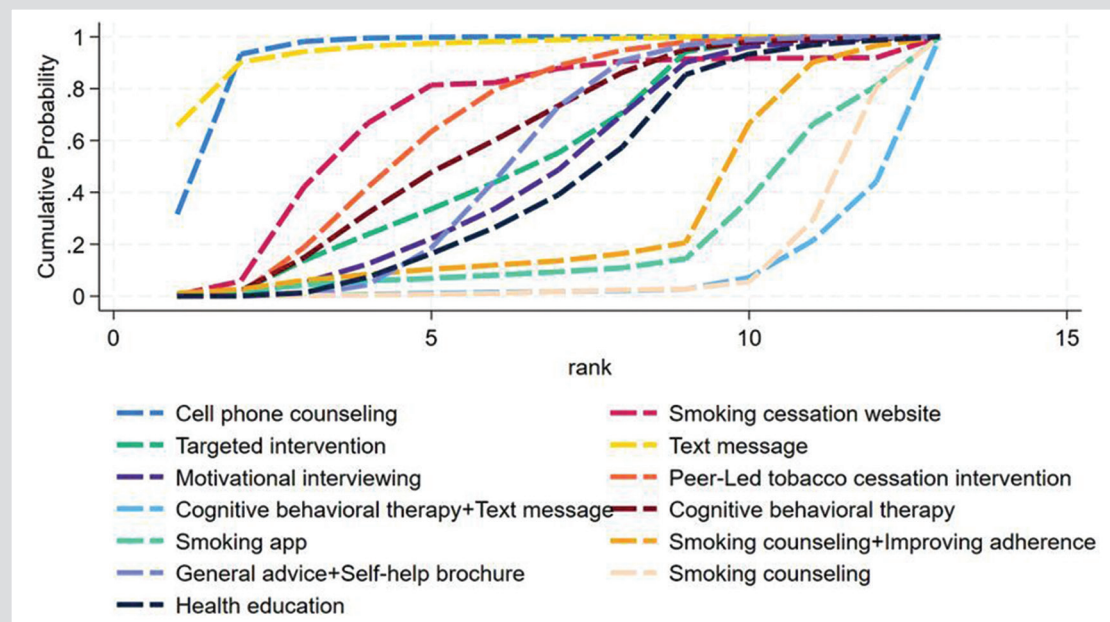 Cumulative Probability
1
.8
.6
.4
.2
0
0 5 10 15
rank
Cell phone counseling
Smoking cessation website
Targeted intervention
Text message
Motivational interviewing
Peer-Led tobacco cessation intervention
Cognitive behavioral therapy+Text message
Cognitive behavioral therapy
Smoking app
Smoking counseling+Improving adherence
General advice+Self-help brochure
Smoking counseling
Health education